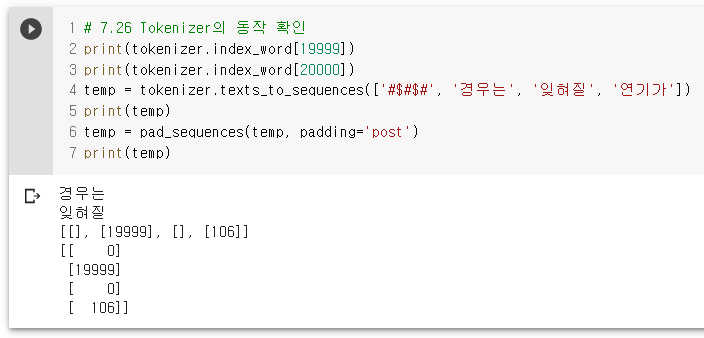 1 # 7.26 Tokenizer의 동작 확인
2 print(tokenizer.index_word[19999])
3 print(tokenizer.index_word[20000])
4 temp = tokenizer.texts_to_sequences(['#$#$#', '경우는', '잊혀질', '연기가'])
5 print(temp)
6 temp = pad_sequences(temp, padding='post')
7 print(temp)
경우는
잊혀질
[[], [19999], [], [106]]
[[    0]
 [19999]
 [    0]
 [  106]]